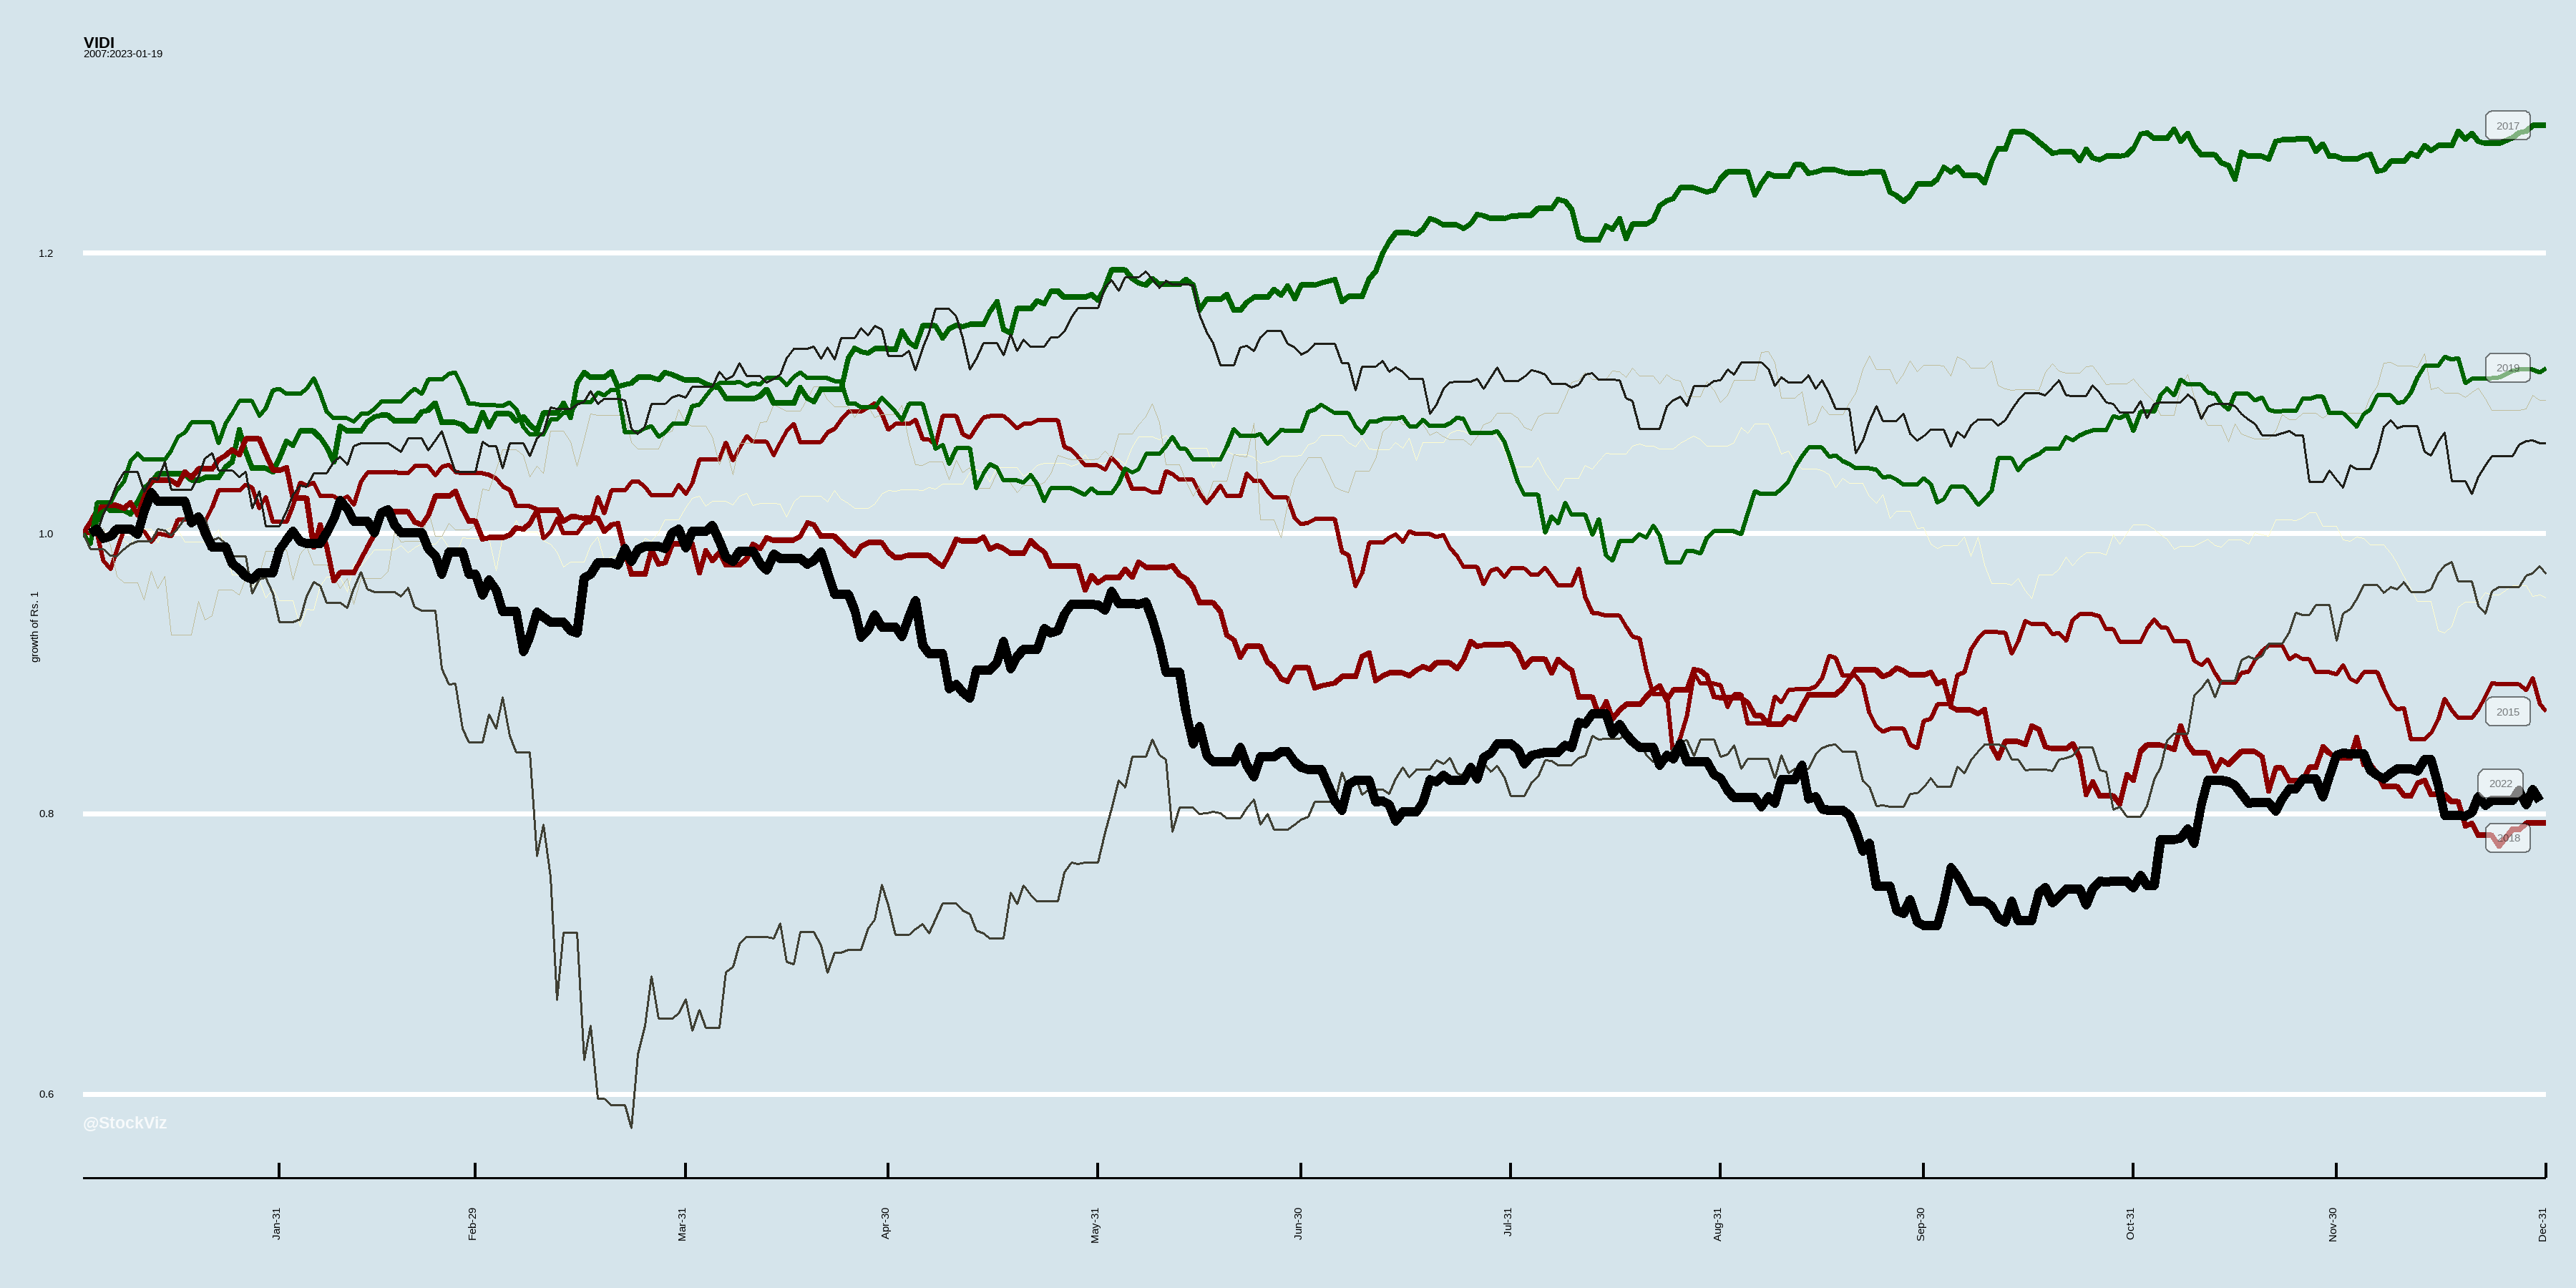 VIDI
2007:2023-01-19
2017
1.2
2019
1.0
growth of Rs. 1
2015
2022
0.8
2018
0.6
@StockViz
Jan-31
Feb-29
Mar-31
Apr-30
May-31
Jun-30
Jul-31
Aug-31
Sep-30
Oct-31
Nov-30
Dec-31